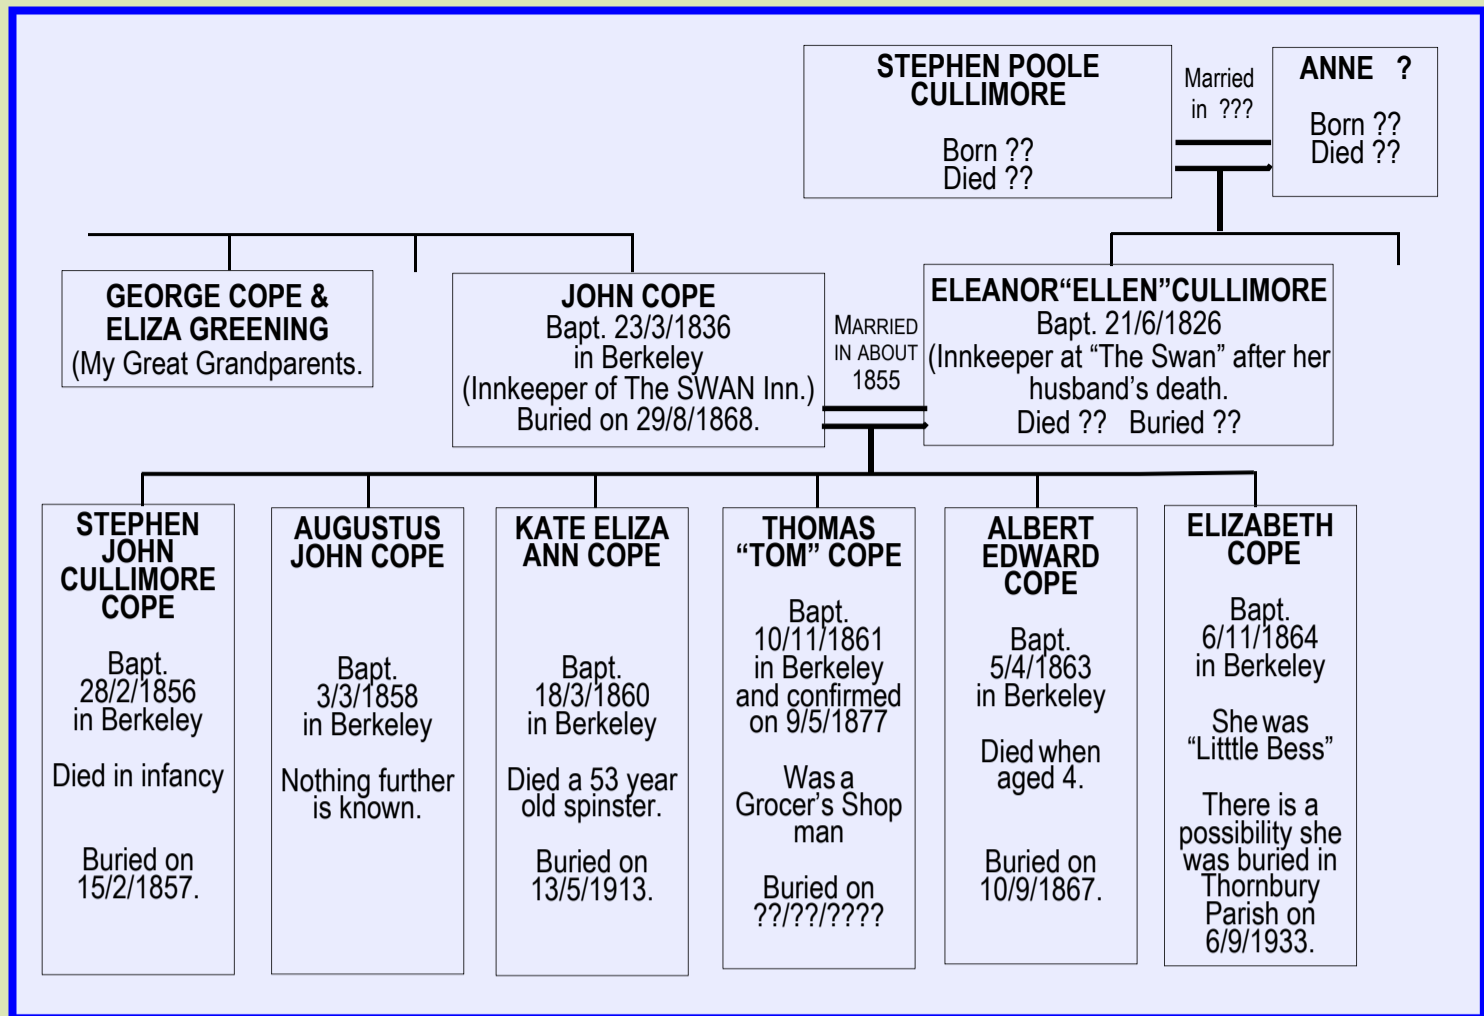 STEPHEN POOLE
CULLIMORE
Born ??
Died ??
Married
in ???
ANNE ?
Born ??
Died ??
GEORGE COPE &
ELIZA GREENING
(My Great Grandparents.
JOHN COPE
Bapt. 23/3/1836
in Berkeley
(Innkeeper of The SWAN Inn.)
Buried on 29/8/1868.
MARRIED
IN ABOUT
1855
ELEANOR“ELLEN”CULLIMORE
Bapt. 21/6/1826
(Innkeeper at “The Swan” after her
husband’s death.
Died ?? Buried ??
STEPHEN
JOHN
CULLIMORE
COPE
Bapt.
28/2/1856
in Berkeley
Died in infancy
Buried on
15/2/1857.
AUGUSTUS
JOHN COPE
Bapt.
3/3/1858
in Berkeley
Nothing further
is known.
KATE ELIZA
ANN COPE
Bapt.
18/3/1860
in Berkeley
Died a 53 year
old spinster.
Buried on
13/5/1913.
THOMAS
“TOM” COPE
Bapt.
10/11/1861
in Berkeley
and confirmed
on 9/5/1877
Was a
Grocer’s Shop
man
Buried on
??/??/????
ALBERT
EDWARD
COPE
Bapt.
5/4/1863
in Berkeley
Died when
aged 4.
Buried on
10/9/1867.
ELIZABETH
COPE
Bapt.
6/11/1864
in Berkeley
She was
“Litttle Bess”
There is a
possibility she
was buried in
Thornbury
Parish on
6/9/1933.